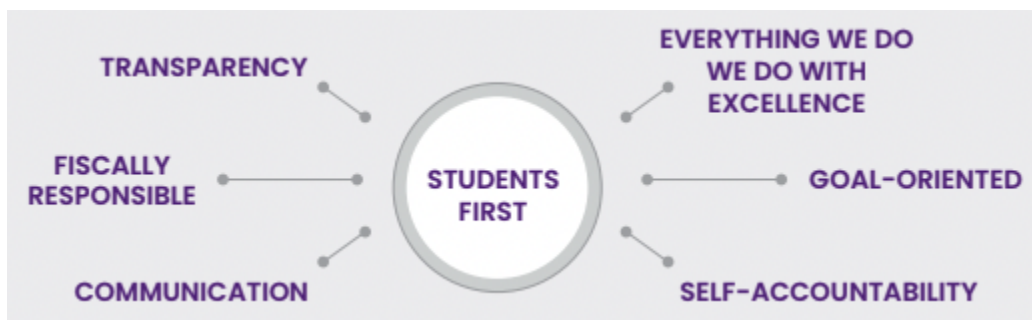 TRANSPARENCY
FISCALLY
RESPONSIBLE
COMMUNICATION
STUDENTS
FIRST
EVERYTHING WE DO
WE DO WITH
EXCELLENCE
GOAL-ORIENTED
SELF-ACCOUNTABILITY